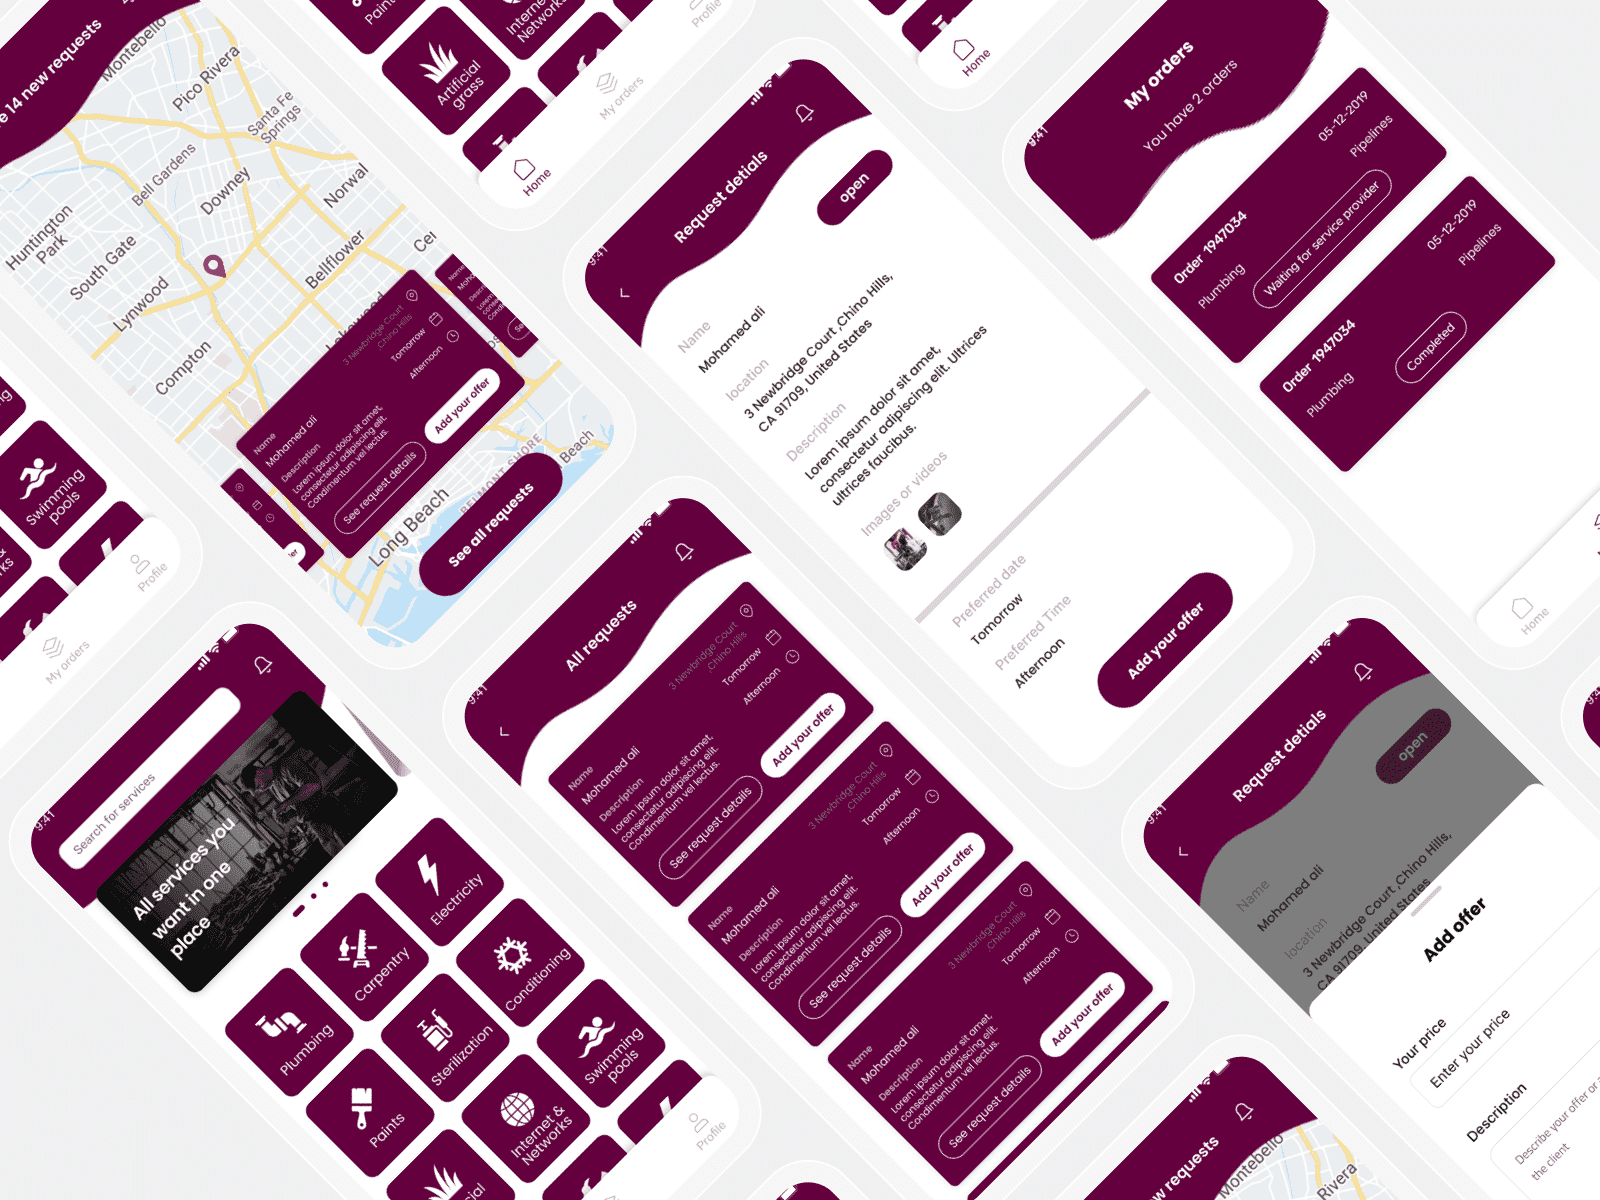 14 new requests
Montebello
Pico Rivera
Santa Fe
Springs
Bell Gardens
Downey
Norwal
Huntington
Park
South Gate
Lynwood
Bellflower
Compton
Long Beach
BELMONT SHORE
Beach
Name
Mohamed ali
Description
Lorem ipsum dolor sit amet,
consectetur adipiscing elit.
Condimentum vel lectus.
3 Newbridge Court
,Chino Hills
Tomorrow
Afternoon
See request details
Add your offer
See all requests
Artificial
grass
Internet &
Networks
Home
My orders
Profile
Home
Swimming
pools
My orders
Profile
9:41
Request detials
open
Name
Mohamed ali
location
3 Newbridge Court ,Chino Hills,
CA 91709, United States
Description
Lorem ipsum dolor sit amet,
consectetur adipiscing elit. Ultrices
ultrices faucibus.
Images or videos
Preferred date
Tomorrow
Preferred Time
Afternoon
Add your offer
9:41
My orders
You have 2 orders
Order 1947034
05-12-2019
Plumbing
Pipelines
Waiting for service provider
Order 1947034
05-12-2019
Plumbing
Pipelines
Completed
Home
9:41
Search for services
All services you
want in one
place
Plumbing
Carpentry
Electricity
Paints
Sterilization
Conditioning
Internet &
Networks
Swimming
pools
Profile
9:41
All requests
Name
Mohamed ali
Description
Lorem ipsum dolor sit amet,
consectetur adipiscing elit.
Condimentum vel lectus.
3 Newbridge Court
,Chino Hills
Tomorrow
Afternoon
See request details
Add your offer
Name
Mohamed ali
Description
Lorem ipsum dolor sit amet,
consectetur adipiscing elit.
Condimentum vel lectus.
3 Newbridge Court
,Chino Hills
Tomorrow
Afternoon
See request details
Add your offer
Name
Mohamed ali
Description
Lorem ipsum dolor sit amet,
consectetur adipiscing elit.
Condimentum vel lectus.
3 Newbridge Court
,Chino Hills
Tomorrow
Afternoon
See request details
Add your offer
9:41
Request detials
open
Name
Mohamed ali
location
3 Newbridge Court ,Chino Hills,
CA 91709, United States
Add offer
Your price
Enter your price
Description
Describe your offer or
the client
requests
Montebello
Rivera